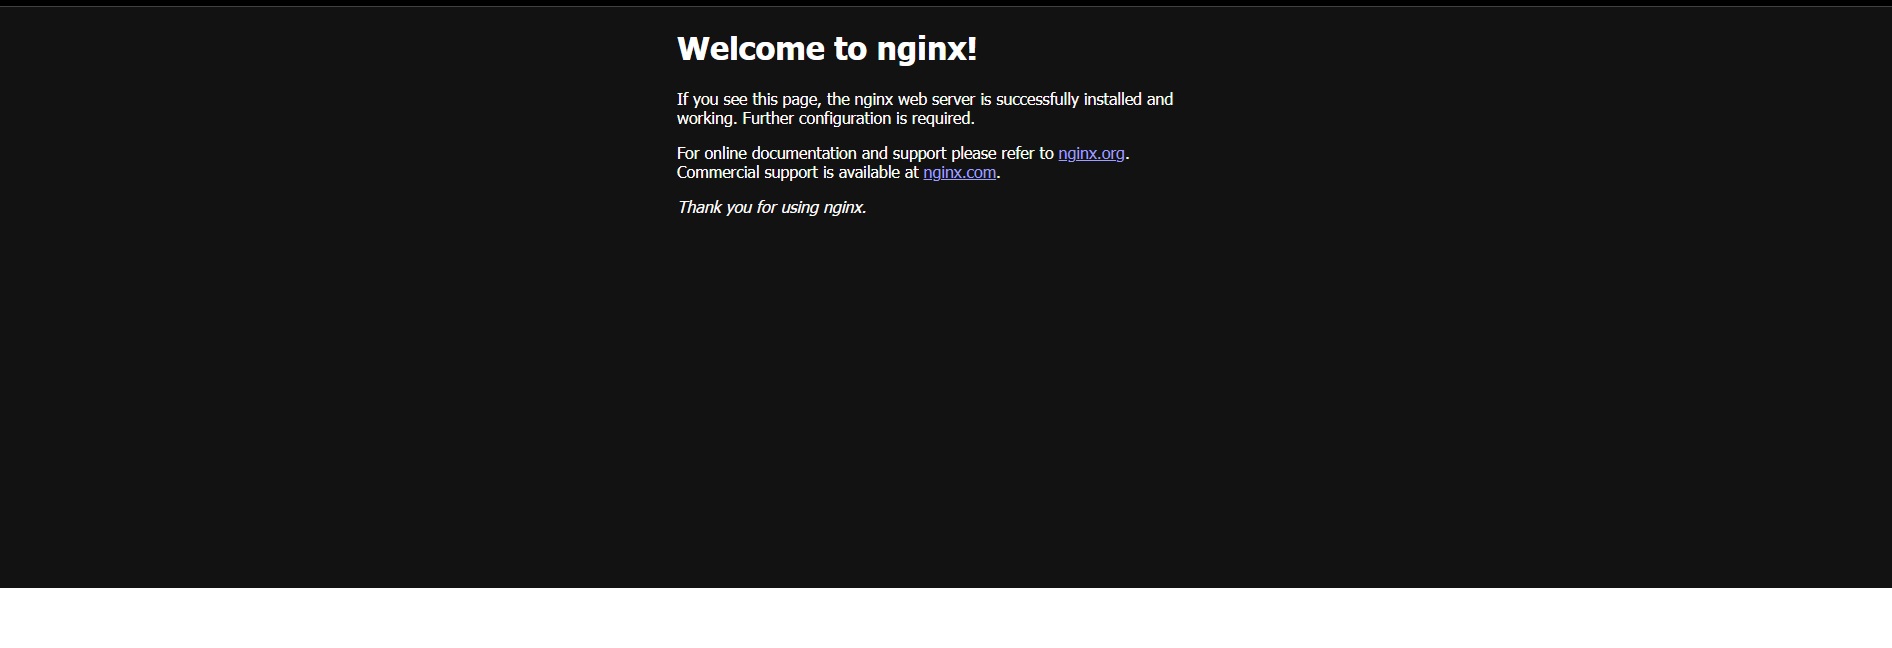 Welcome to nginx!
If you see this page, the nginx web server is successfully installed and
working. Further configuration is required.
For online documentation and support please refer to nginx.org.
Commercial support is available at nginx.com.
Thank you for using nginx.